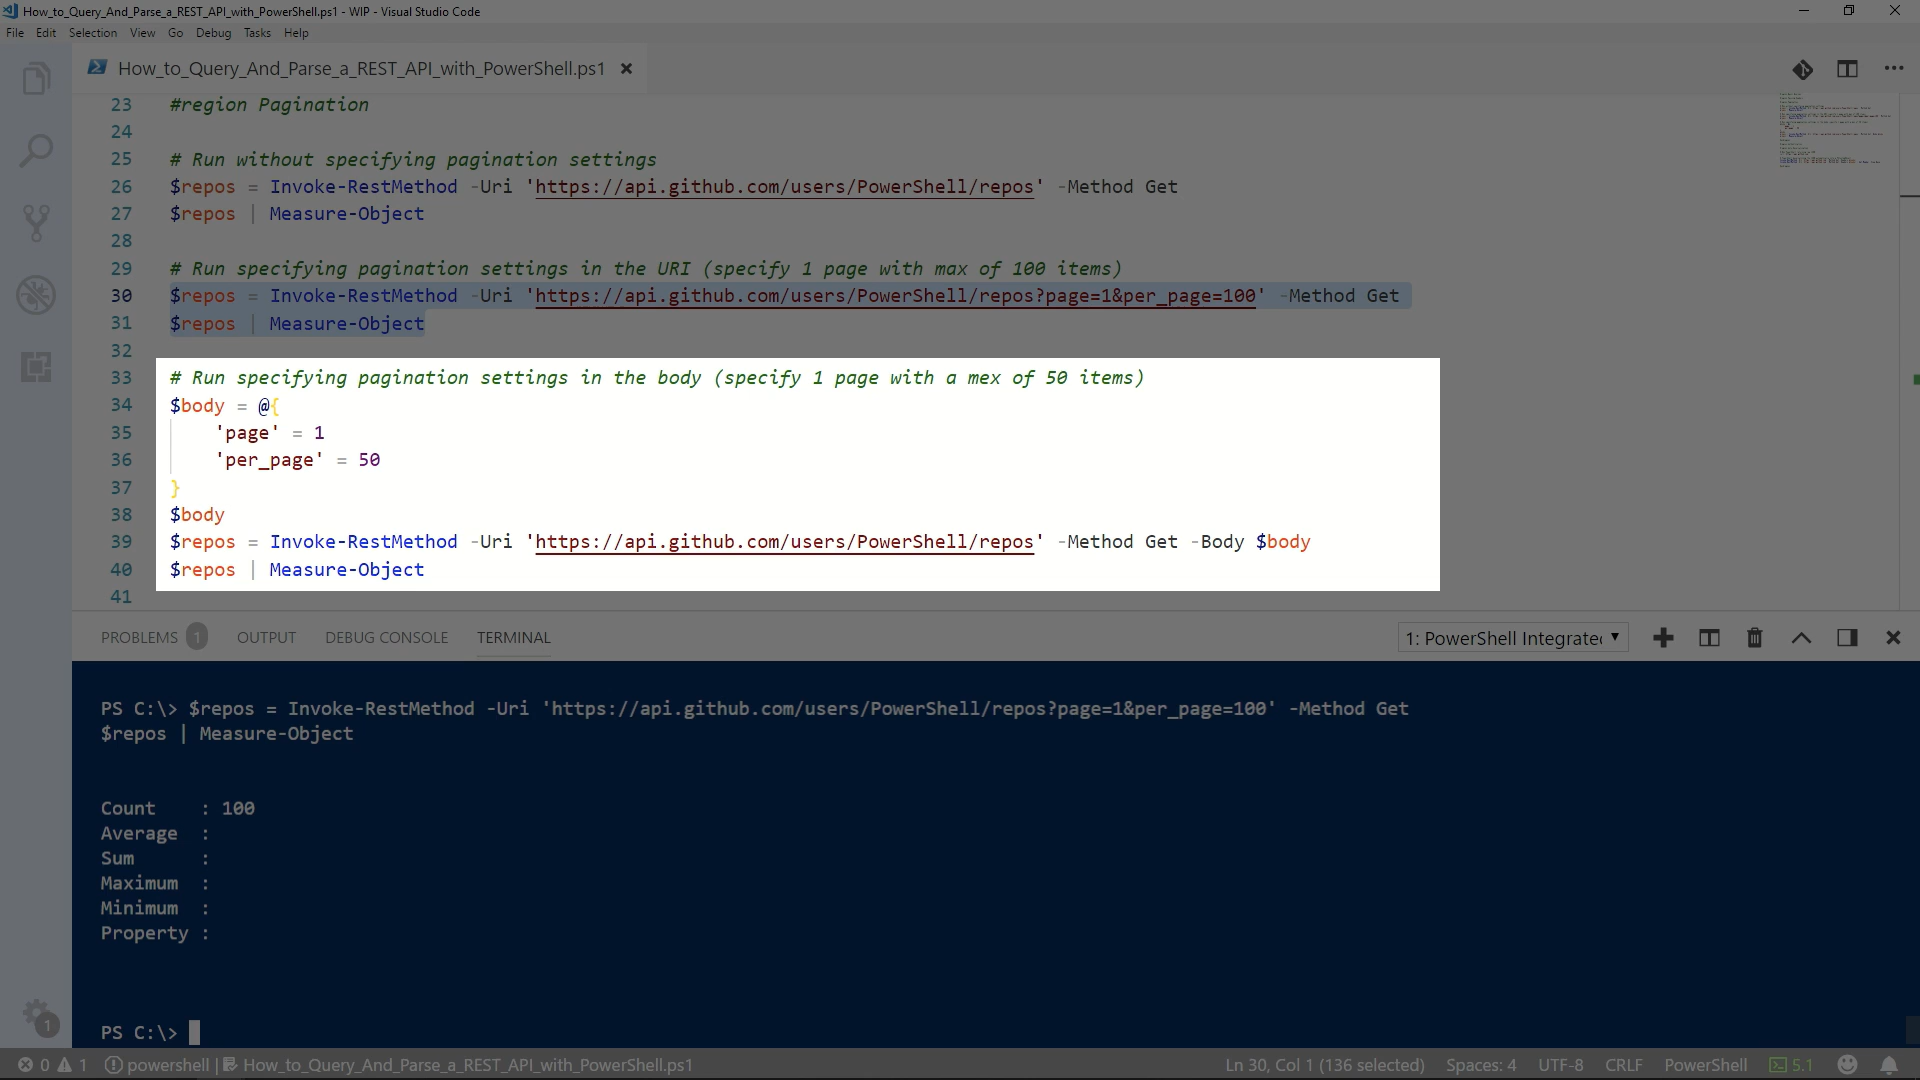 How_to_Query_And_Parse_a_REST_API_with_PowerShell.ps1 - WIP - Visual Studio Code
File Edit Selection View Go Debug Tasks Help
How_to_Query_And_Parse_a_REST_API_with_PowerShell.ps1
23 #region Pagination
24
25 # Run without specifying pagination settings
26 $repos = Invoke-RestMethod -Uri 'https://api.github.com/users/PowerShell/repos' -Method Get
27 $repos | Measure-Object
28
29 # Run specifying pagination settings in the URI (specify 1 page with max of 100 items)
30 $repos = Invoke-RestMethod -Uri 'https://api.github.com/users/PowerShell/repos?page=1&per_page=100' -Method Get
31 $repos | Measure-Object
32
33 # Run specifying pagination settings in the body (specify 1 page with a mex of 50 items)
34 $body = @{
35 'page' = 1
36 'per_page' = 50
37 }
38 $body
39 $repos = Invoke-RestMethod -Uri 'https://api.github.com/users/PowerShell/repos' -Method Get -Body $body
40 $repos | Measure-Object
41
PROBLEMS 1 OUTPUT DEBUG CONSOLE TERMINAL 1: PowerShell Integrate
PS C:\> $repos = Invoke-RestMethod -Uri 'https://api.github.com/users/PowerShell/repos?page=1&per_page=100' -Method Get
$repos | Measure-Object
Count : 100
Average :
Sum :
Maximum :
Minimum :
Property :
PS C:\>
1
0 1 powershell | How_to_Query_And_Parse_a_REST_API_with_PowerShell.ps1 Ln 30, Col 1 (136 selected) Spaces: 4 UTF-8 CRLF PowerShell 5.1